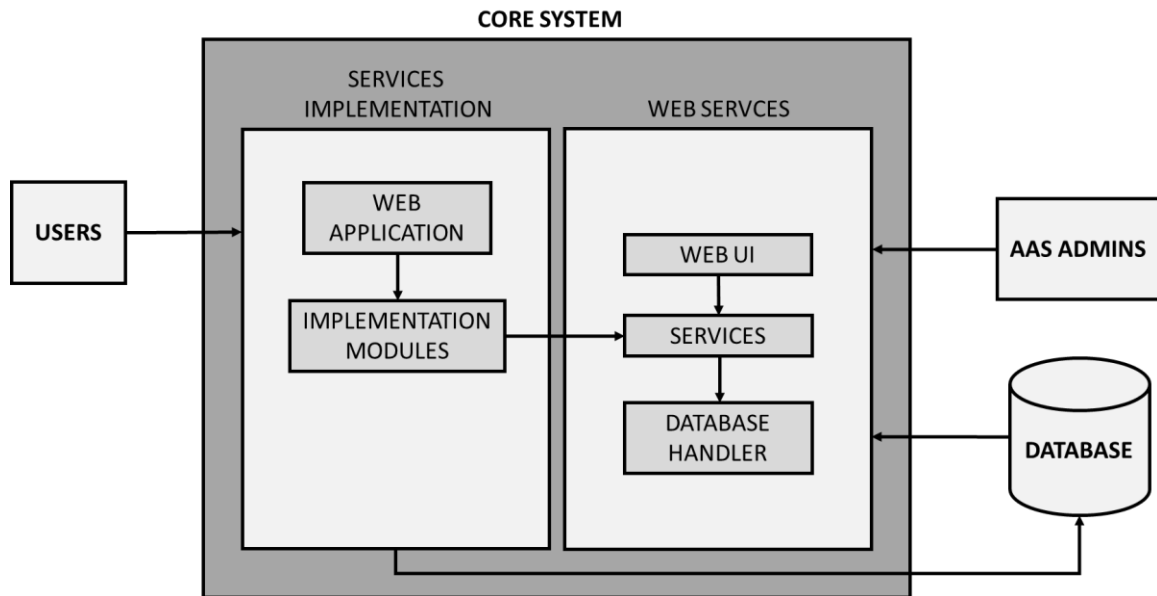 CORE SYSTEM
SERVICES
IMPLEMENTATION
WEB SERVCES
USERS
WEB
APPLICATION
IMPLEMENTATION
MODULES
WEB UI
SERVICES
DATABASE
HANDLER
AAS ADMINS
DATABASE